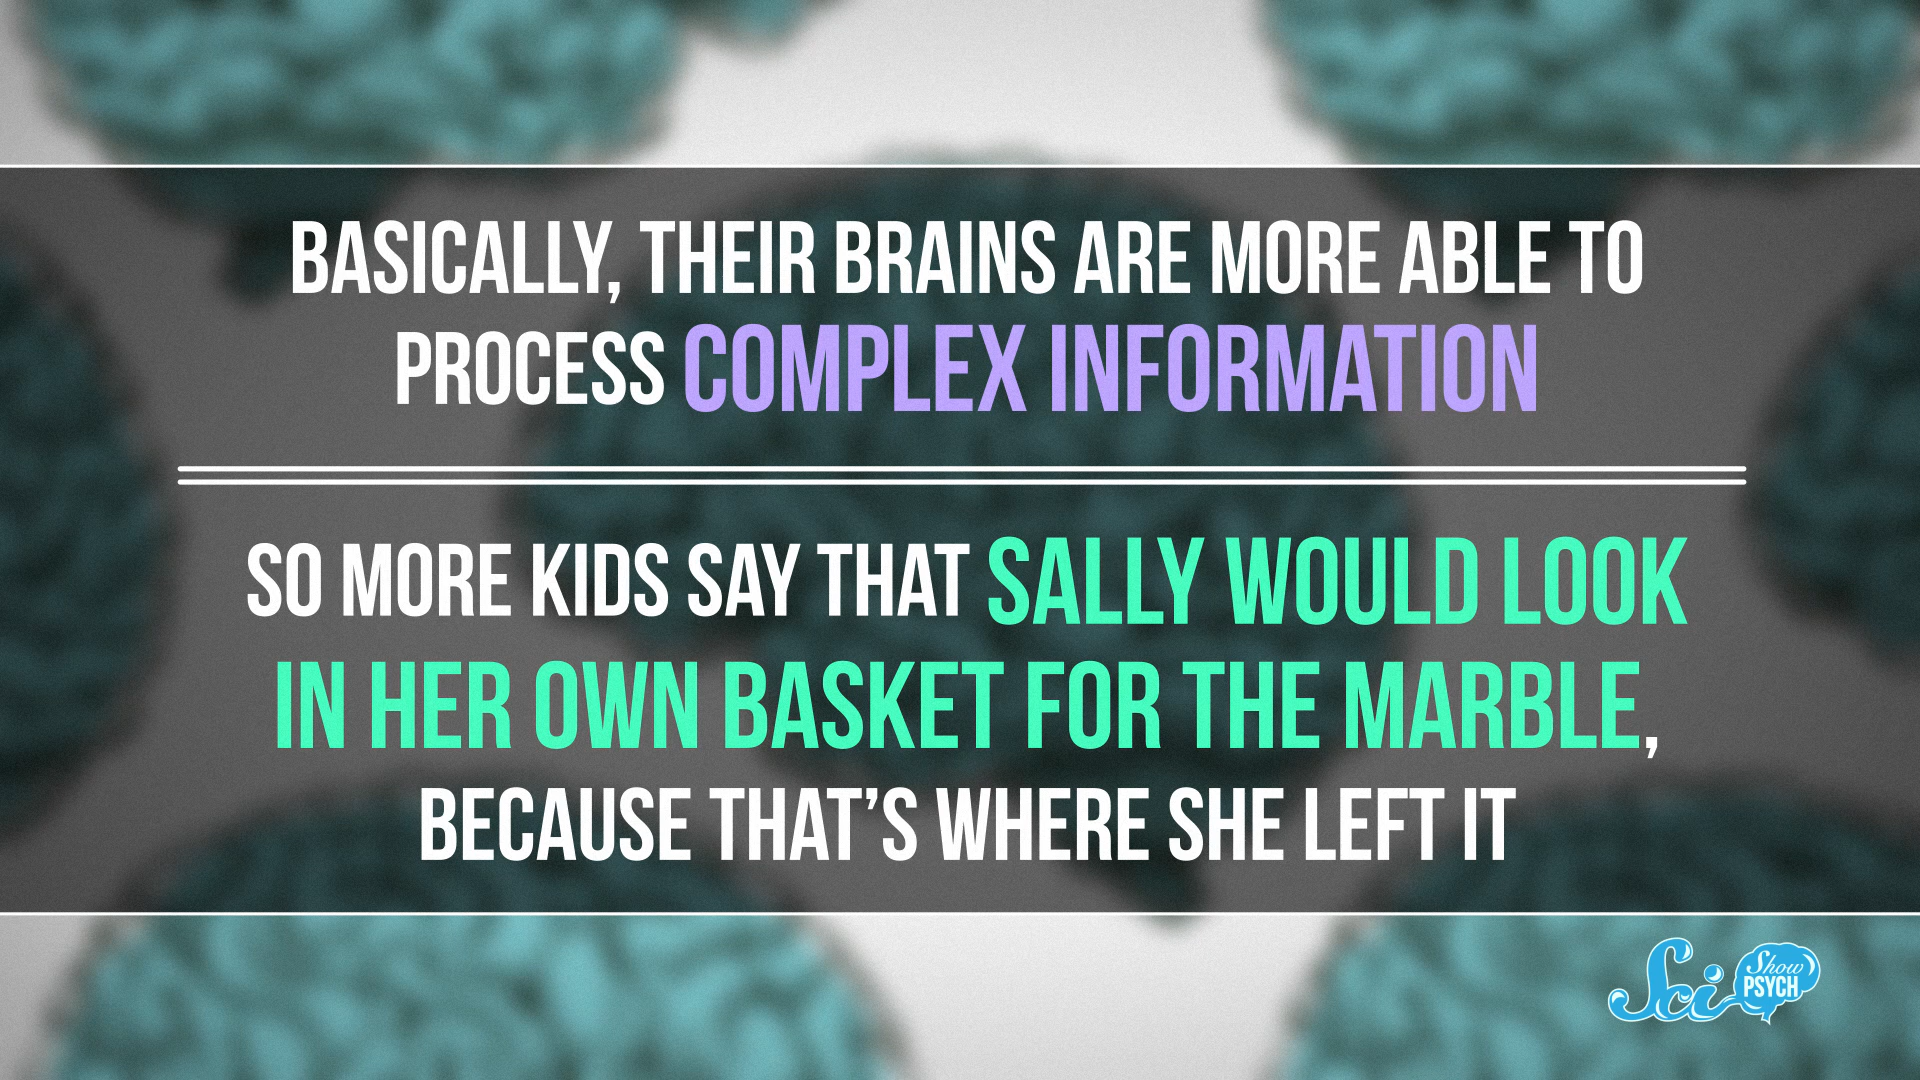 BASICALLY, THEIR BRAINS ARE MORE ABLE TO
PROCESS COMPLEX INFORMATION
SO MORE KIDS SAY THAT SALLY WOULD LOOK
IN HER OWN BASKET FOR THE MARBLE,
BECAUSE THAT'S WHERE SHE LEFT IT
Sci Show
PSYCH